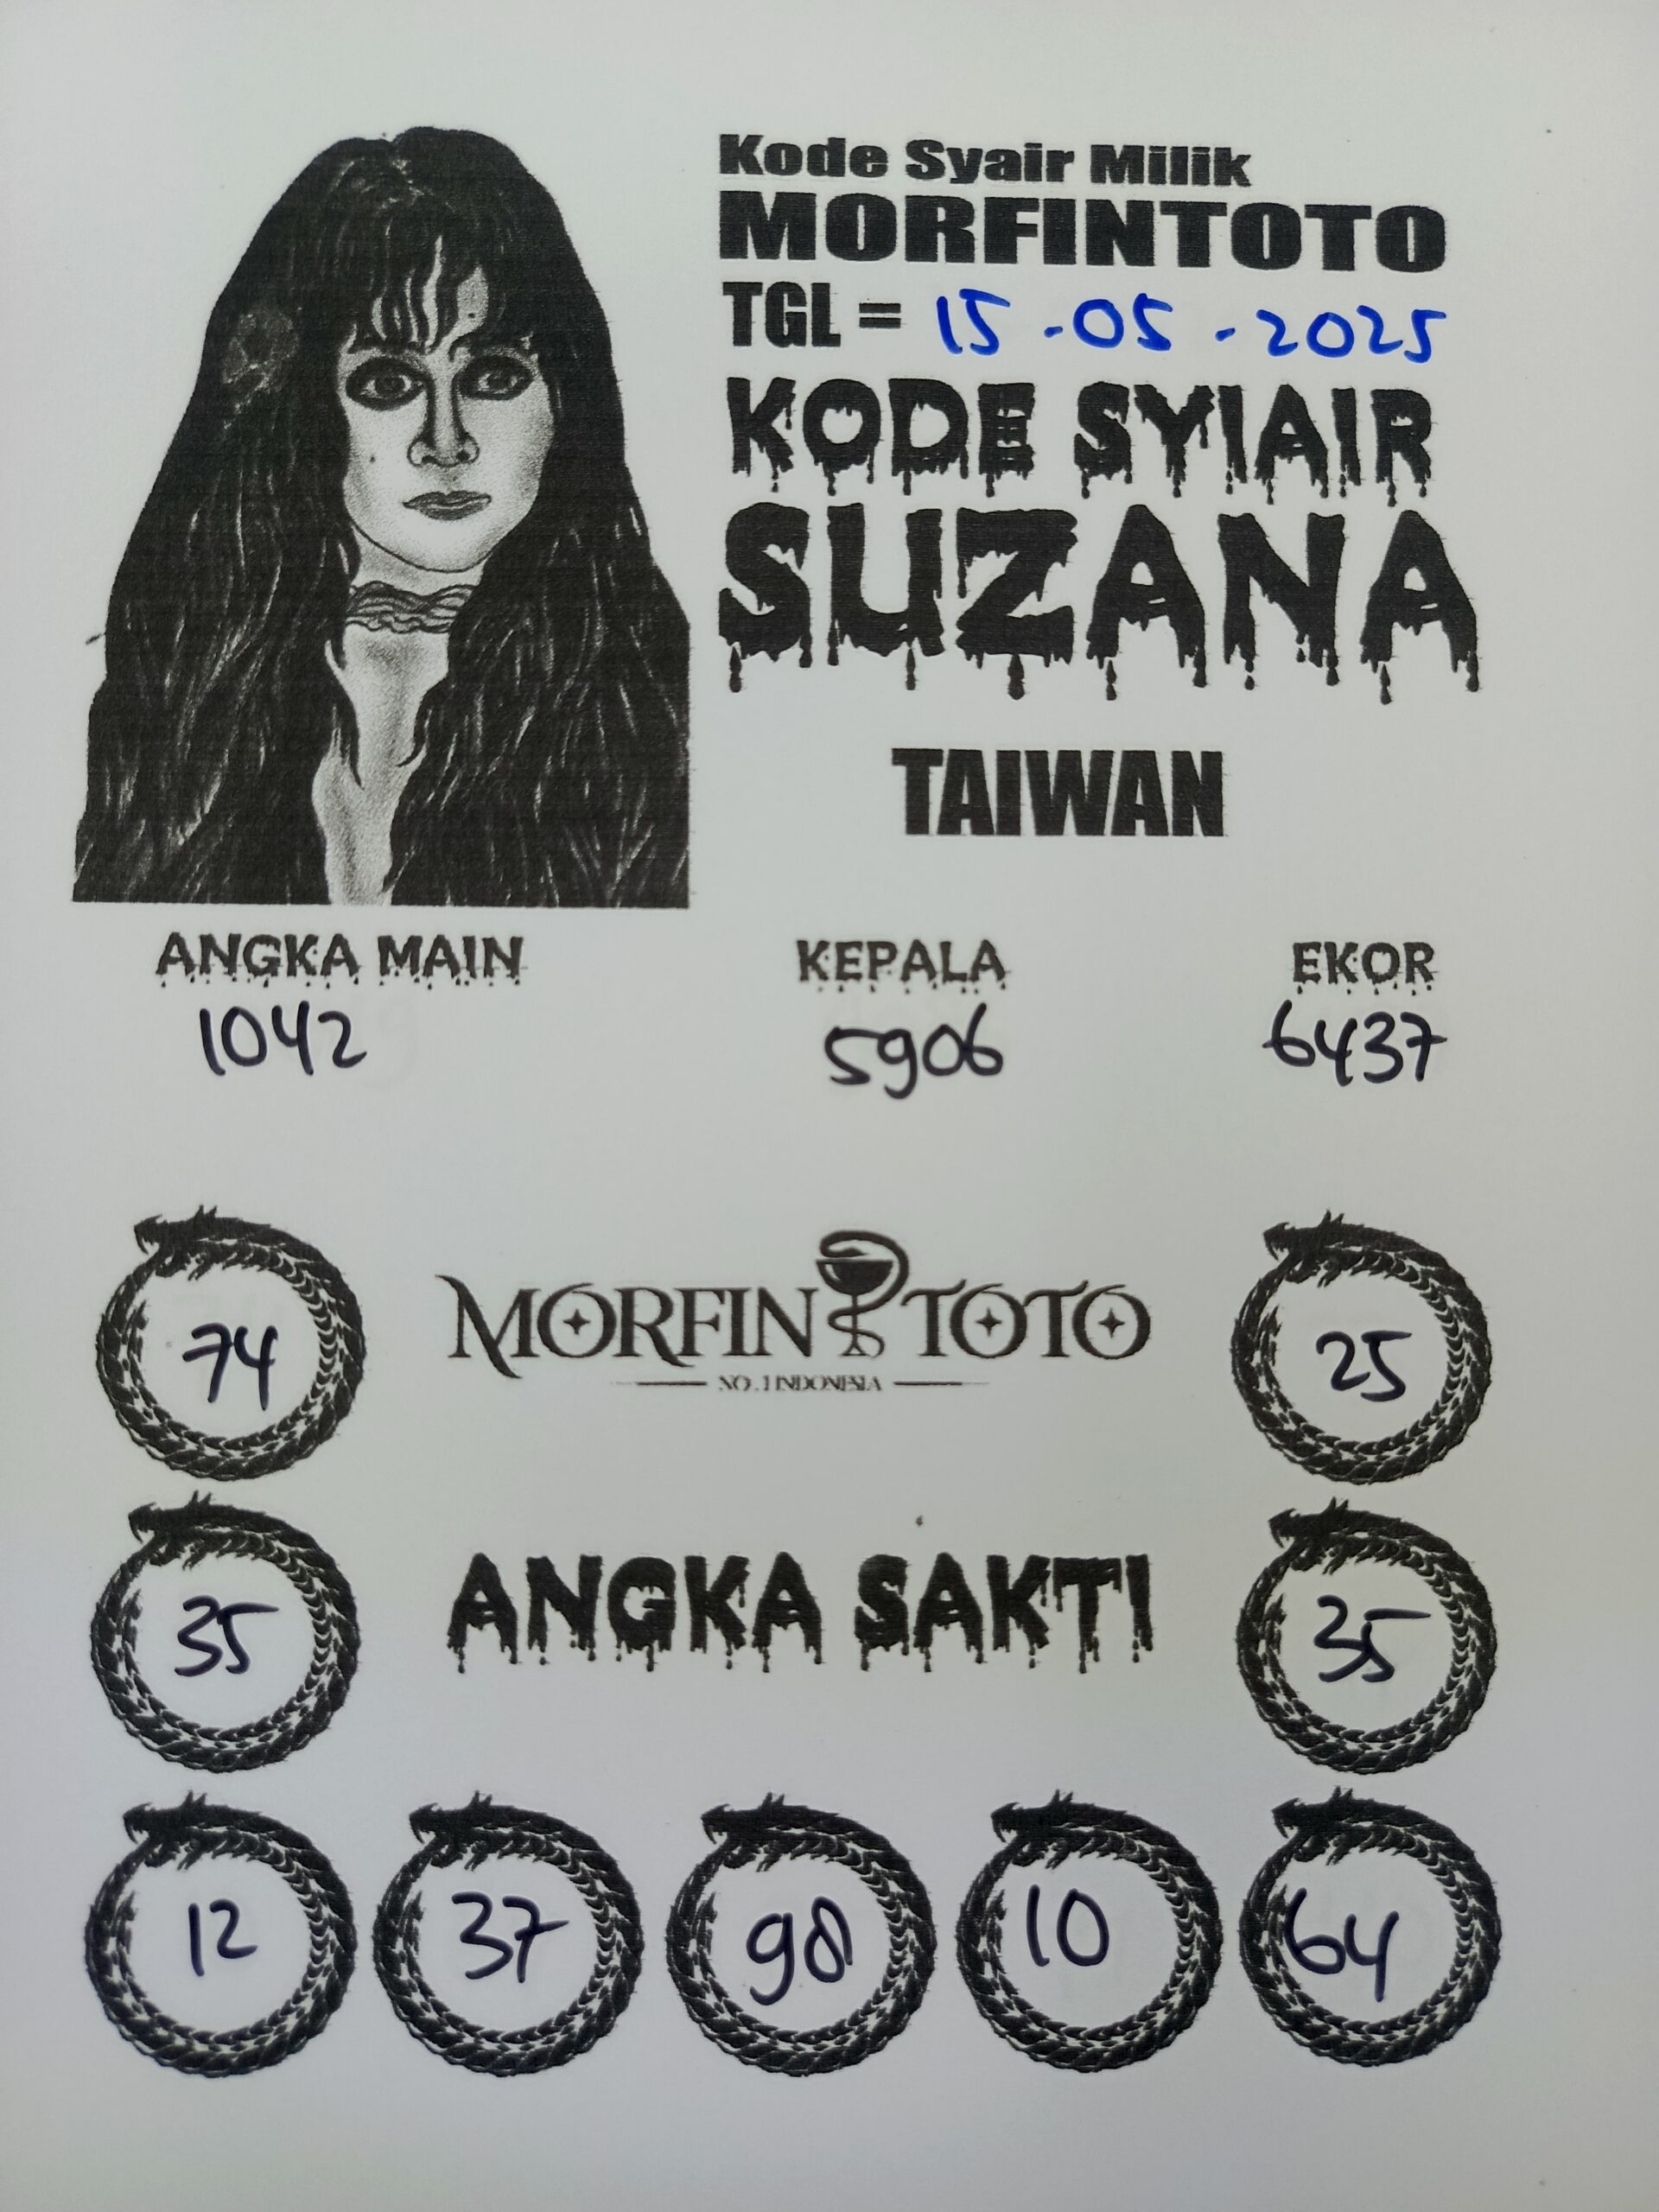 Kode Syair Milik
MORFINTOTO
TGL = 15-05-2025
KODE SYIAIR
SUZANA
TAIWAN
ANGKA MAIN KEPALA EKOR
1042 5906 6437
74 MORFIN TOTO 25
NO.1 INDONESIA
35 ANGKA SAKTI 35
12 37 98 10 64